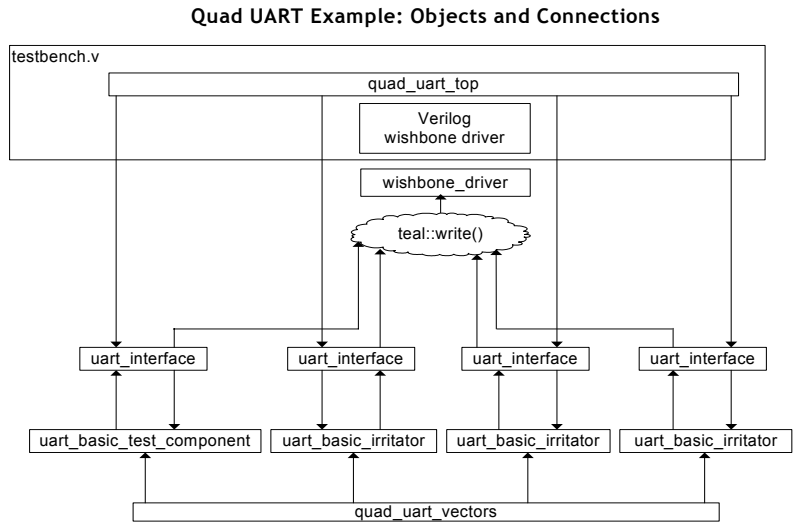 Quad UART Example: Objects and Connections
testbench.v
quad_uart_top
Verilog
wishbone driver
wishbone_driver
teal::write()
uart_interface
uart_interface
uart_interface
uart_interface
uart_basic_test_component
uart_basic_irritator
uart_basic_irritator
uart_basic_irritator
quad_uart_vectors